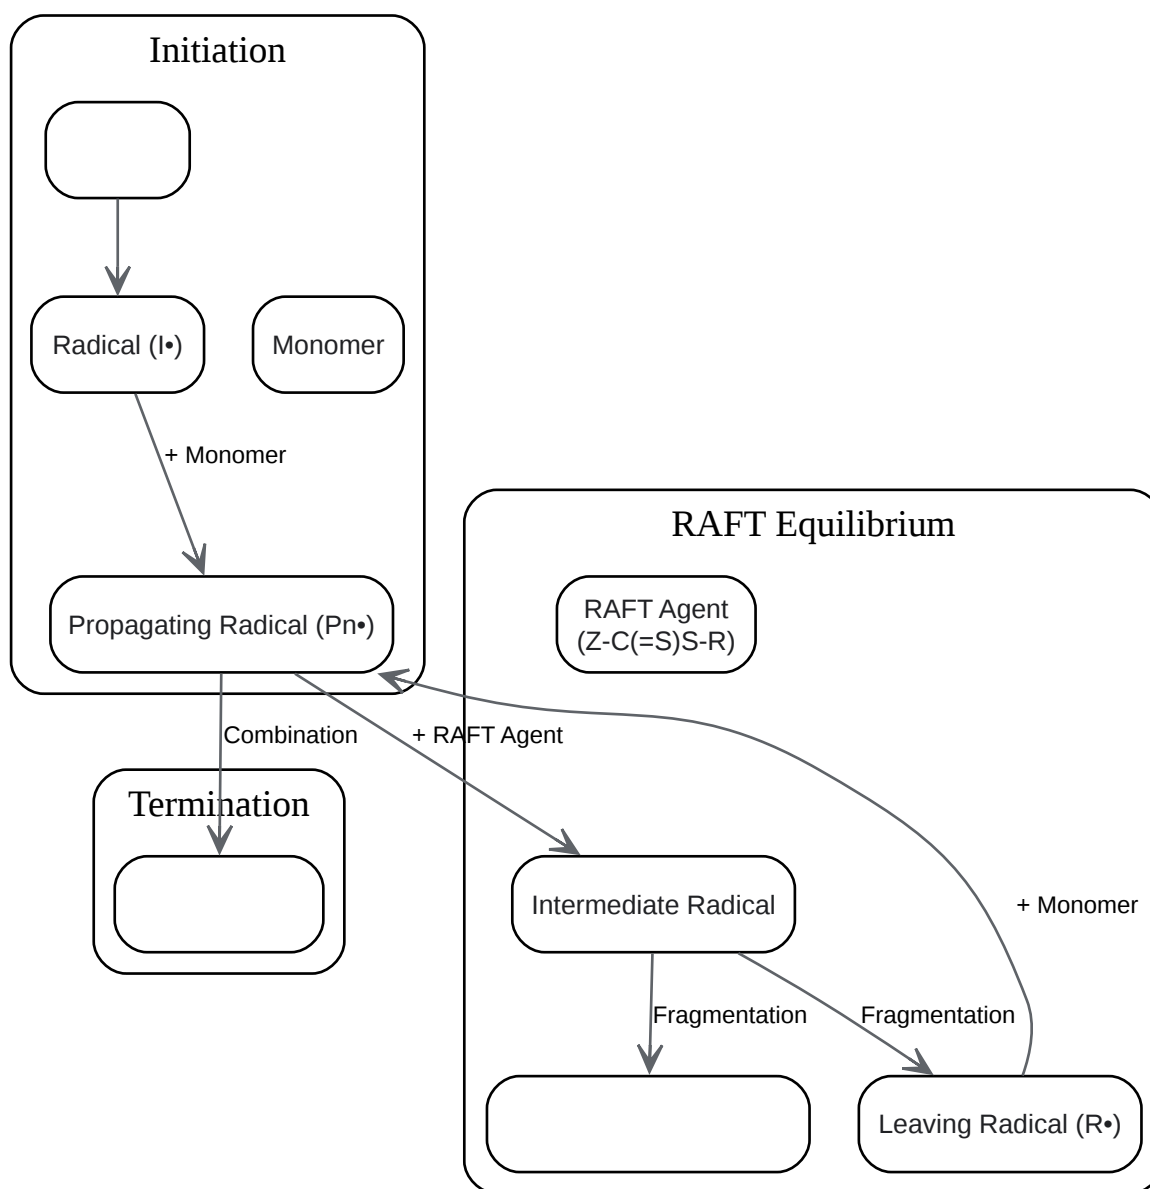 Initiation
Radical (I•)
Monomer
+ Monomer
RAFT Equilibrium
RAFT Agent
(Z-C(=S)S-R)
Propagating Radical (Pn•)
Combination
+ RAFT Agent
Termination
Intermediate Radical
+ Monomer
Fragmentation
Fragmentation
Leaving Radical (R•)